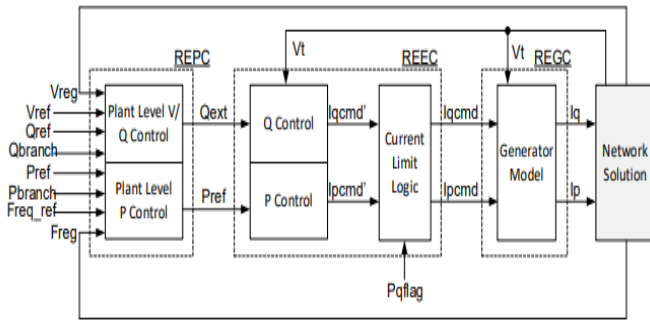 REPC
REEC
REGC
Vt
Vt
Vreg
Vref
Qref
Qbranch
Pref
Pbranch
Freq_ref
Freg
Plant Level V/
Q Control
Plant Level
P Control
Qext
Pref
Q Control
P Control
Iqcmd'
Ipcmd'
Current
Limit
Logic
Pqflag
Iqcmd
Ipcmd
Generator
Model
Iq
Ip
Network
Solution